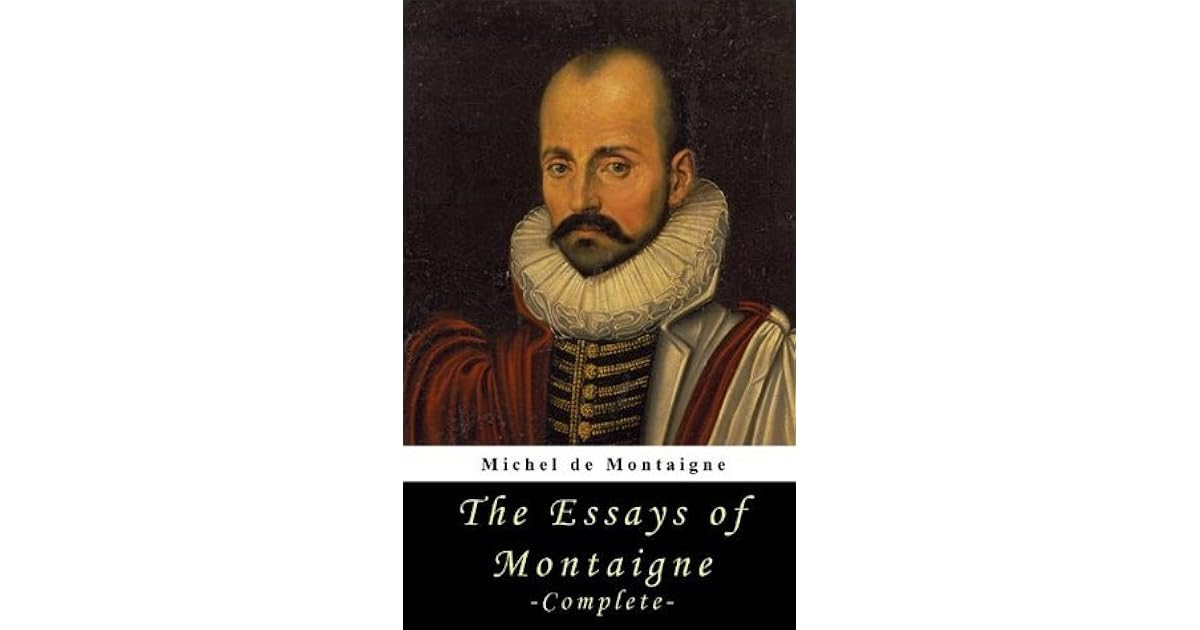 Michel de Montaigne
The Essays of
Montaigne
-Complete-